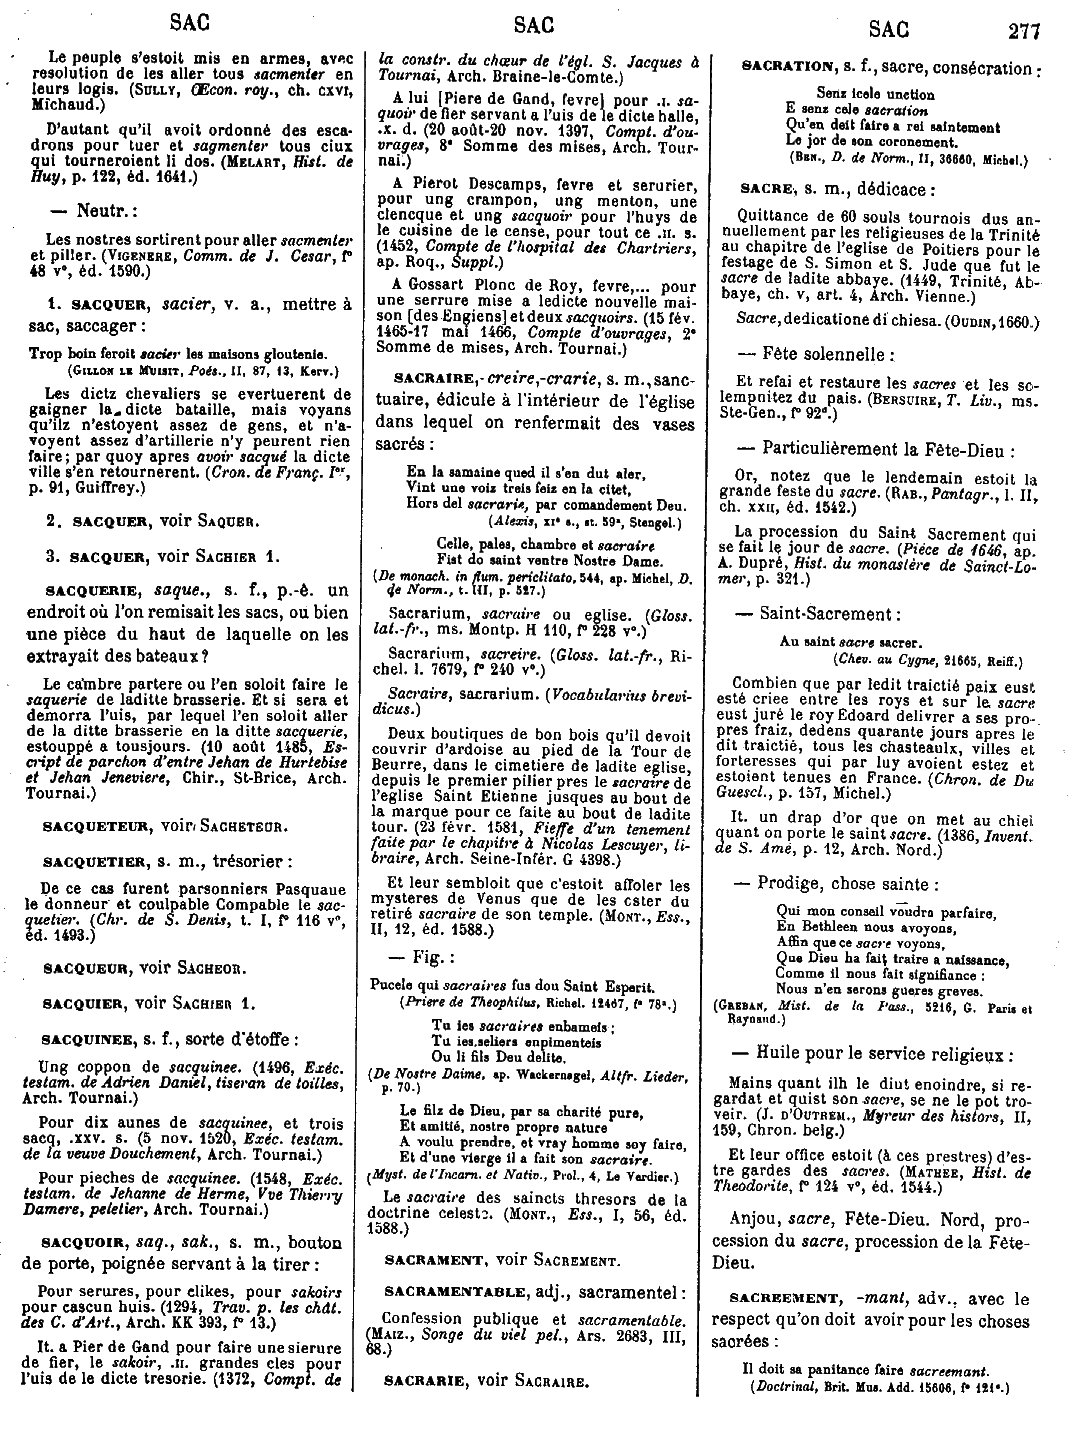 SAC
SAC
SAC
277
Le peuple s'estoit mis en armes, avec
resolution de les aller tous sacmenter en
leurs logis. (SULLY, Œcon. roy., ch. CXVI,
Michaud.)
D'autant qu'il avoit ordonné des esca-
drons pour tuer et sagmenter tous ciux
qui tourneroient li dos. (MELART, Hist. de
Huy, p. 122, éd. 1641.)
— Neutr. :
Les nostres sortirent pour aller sacmenter
et piller. (VIGENERE, Comm. de J. Cesar, f°
48 v°, éd. 1590.)
1. SACQUER, sacier, v. a., mettre à
sac, saccager :
Trop boin feroit sacier les maisons gloutenie.
(GILLON LE MUISIT, Poés., II, 87, 13, Kerv.)
Les dictz chevaliers se evertuerent de
gaigner la dicte bataille, mais voyans
qu'ilz n'estoyent assez de gens, et n'a-
voyent assez d'artillerie n'y peurent rien
faire; par quoy apres avoir sacqué la dicte
ville s'en retournerent. (Cron. de Franç. Ier,
p. 91, Guiffrey.)
2. SACQUER, voir SAQUER.
3. SACQUER, voir SACHIER 1.
SACQUERIE, saque., s. f., p.-ê. un
endroit où l'on remisait les sacs, ou bien
une pièce du haut de laquelle on les
extrayait des bateaux?
Le cambre partere ou l'en soloit faire le
saquerie de laditte brasserie. Et si sera et
demorra l'uis, par lequel l'en soloit aller
de la ditte brasserie en la ditte sacquerie,
estouppé a tousjours. (10 août 1485, Es-
cript de parchon d'entre Jehan de Hurtebise
et Jehan Jeneviere, Chir., St-Brice, Arch.
Tournai.)
SACQUETEUR, voir SACHETEUR.
SACQUETIER, s. m., trésorier :
De ce cas furent parsonniers Pasquaue
le donneur et coulpable Compable le sac-
quetier. (Chr. de S. Denis, t. I, f° 116 v°,
éd. 1493.)
SACQUEUR, voir SACHEOR.
SACQUIER, voir SACHIER 1.
SACQUINEE, s. f., sorte d'étoffe :
Ung coppon de sacquinee. (1496, Exéc.
testam. de Adrien Daniel, tiseran de toilles,
Arch. Tournai.)
Pour dix aunes de sacquinee, et trois
sacq, .XXV. s. (5 nov. 1520, Exéc. testam.
de la veuve Douchement, Arch. Tournai.)
Pour pieches de sacquinee. (1548, Exéc.
testam. de Jehanne de Herme, Vve Thierry
Damere, peletier, Arch. Tournai.)
SACQUOIR, saq., sak., s. m., bouton
de porte, poignée servant à la tirer :
Pour serures, pour clikes, pour sakoirs
pour cascun huis. (1294, Trav. p. les chât.
des C. d'Art., Arch. KK 393, f° 13.)
It. a Pier de Gand pour faire une sierure
de fier, le sakoir, .II. grandes cles pour
l'uis de le dicte tresorie. (1372, Compt. de
la constr. du chœur de l'égl. S. Jacques à
Tournai, Arch. Braine-le-Comte.)
A lui [Piere de Gand, fevre] pour .I. sa-
quoir de fier servant a l'uis de le dicte halle,
.X. d. (20 août-20 nov. 1397, Compt. d'ou-
vrages, 8e Somme des mises, Arch. Tour-
nai.)
A Pierot Descamps, fevre et serurier,
pour ung crampon, ung menton, une
clencque et ung sacquoir pour l'huys de
le cuisine de le cense, pour tout ce .II. s.
(1452, Compte de l'hospital des Chartriers,
ap. Roq., Suppl.)
A Gossart Plonc de Roy, fevre,... pour
une serrure mise a ledicte nouvelle mai-
son [des Engiens] et deux sacquoirs. (15 fév.
1465-17 mai 1466, Compte d'ouvrages, 2e
Somme de mises, Arch. Tournai.)
SACRAIRE, -creire, -crarie, s. m., sanc-
tuaire, édicule à l'intérieur de l'église
dans lequel on renfermait des vases
sacrés :
En la samaine qued il s'en dut aler,
Vint une voiz treis feiz en la citet,
Hors del sacrarie, par comandement Deu.
(Alexis, XIe s., st. 59a, Stengel.)
Celle, pales, chambre et sacraire
Fist do saint ventre Nostre Dame.
(De monach. in flum. periclitato, 544, ap. Michel, D.
de Norm., t. III, p. 527.)
Sacrarium, sacraire ou eglise. (Gloss.
lat.-fr., ms. Montp. H 110, f° 228 v°.)
Sacrarium, sacreire. (Gloss. lat.-fr., Ri-
chel. l. 7679, f° 240 v°.)
Sacraire, sacrarium. (Vocabularius brevi-
dicus.)
Deux boutiques de bon bois qu'il devoit
couvrir d'ardoise au pied de la Tour de
Beurre, dans le cimetiere de ladite eglise,
depuis le premier pilier pres le sacraire de
l'eglise Saint Etienne jusques au bout de
la marque pour ce faite au bout de ladite
tour. (23 févr. 1581, Fieffe d'un tenement
faite par le chapitre à Nicolas Lescuyer, li-
braire, Arch. Seine-Infér. G 4398.)
Et leur sembloit que c'estoit affoler les
mysteres de Venus que de les oster du
retiré sacraire de son temple. (MONT., Ess.,
II, 12, éd. 1588.)
— Fig. :
Pucele qui sacraires fus dou Saint Esperit.
(Priere de Theophilus, Richel. 12467, f° 78a.)
Tu ies sacraires enbameis ;
Tu ies seliers enpimenteis
Ou li fils Deu delite.
(De Nostre Daime, ap. Wackernagel, Altfr. Lieder,
p. 70.)
Le filz de Dieu, par sa charité pure,
Et amitié, nostre propre nature
A voulu prendre, et vray homme soy faire,
Et d'une vierge il a fait son sacraire.
(Myst. de l'Incarn. et Nativ., Prol., 4, Le Verdier.)
Le sacraire des saincts thresors de la
doctrine celeste. (MONT., Ess., I, 56, éd.
1588.)
SACRAMENT, voir SACREMENT.
SACRAMENTABLE, adj., sacramentel :
Confession publique et sacramentable.
(MAIZ., Songe du viel pel., Ars. 2683, III,
68.)
SACRARIE, voir SACRAIRE.
SACRATION, s. f., sacre, consécration :
Senz icele unction
E senz cele sacration
Qu'en deit faire a rei saintement
Le jor de son coronement.
(BEN., D. de Norm., II, 36660, Michel.)
SACRE, s. m., dédicace :
Quittance de 60 souls tournois dus an-
nuellement par les religieuses de la Trinité
au chapitre de l'eglise de Poitiers pour le
festage de S. Simon et S. Jude que fut le
sacre de ladite abbaye. (1449, Trinité, Ab-
baye, ch. V, art. 4, Arch. Vienne.)
Sacre, dedicatione di chiesa. (OUDIN, 1660.)
— Fête solennelle :
Et refai et restaure les sacres et les so-
lempnitez du pais. (BERSUIRE, T. Liv., ms.
Ste-Gen., f° 92d.)
— Particulièrement la Fête-Dieu :
Or, notez que le lendemain estoit la
grande feste du sacre. (RAB., Pantagr., l. II,
ch. XXII, éd. 1542.)
La procession du Saint Sacrement qui
se fait le jour de sacre. (Pièce de 1646, ap.
A. Dupré, Hist. du monastère de Sainct-Lo-
mer, p. 321.)
— Saint-Sacrement :
Au saint sacre sacrer.
(Chev. au Cygne, 21665, Reiff.)
Combien que par ledit traictié paix eust
esté criee entre les roys et sur le sacre
eust juré le roy Edoard delivrer a ses pro-
pres fraiz, dedens quarante jours apres le
dit traictié, tous les chasteaulx, villes et
forteresses qui par luy avoient estez et
estoient tenues en France. (Chron. de Du
Guescl., p. 157, Michel.)
It. un drap d'or que on met au chiel
quant on porte le saint sacre. (1386, Invent.
de S. Amé, p. 12, Arch. Nord.)
— Prodige, chose sainte :
Qui mon conseil voudra parfaire,
En Bethleen nous avoyons,
Affin que ce sacre voyons,
Que Dieu ha fait traire a naissance,
Comme il nous fait signifiance :
Nous n'en serons gueres greves.
(GREBAN, Mist. de la Pass., 5216, G. Paris et
Raynaud.)
— Huile pour le service religieux :
Mains quant ilh le diut enoindre, si re-
gardat et quist son sacre, se ne le pot tro-
veir. (J. D'OUTREM., Myreur des histors, II,
159, Chron. belg.)
Et leur office estoit (à ces prestres) d'es-
tre gardes des sacres. (MATHEE, Hist. de
Theodorite, f° 124 v°, éd. 1544.)
Anjou, sacre, Fête-Dieu. Nord, pro-
cession du sacre, procession de la Fête-
Dieu.
SACREEMENT, -mant, adv., avec le
respect qu'on doit avoir pour les choses
sacrées :
Il doit sa panitance faire sacreemant.
(Doctrinal, Brit. Mus. Add. 15606, f° 121a.)